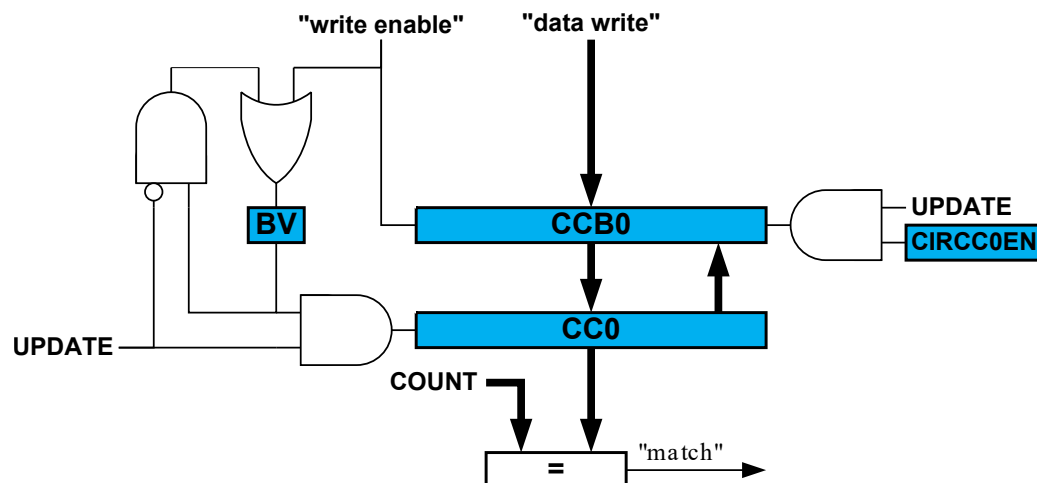 "write enable"
"data write"
BV
CCB0
UPDATE
CIRCC0EN
UPDATE
CC0
COUNT
=
"match"